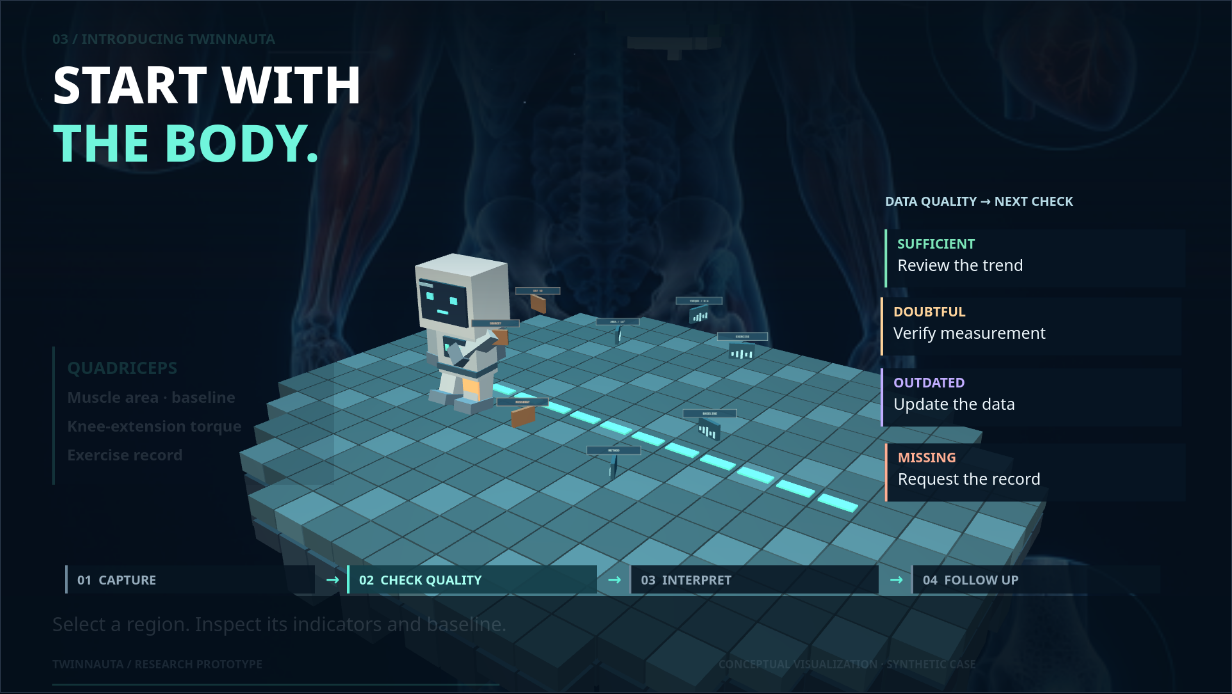 03 / INTRODUCING TWINNAUTA
START WITH
THE BODY.
DATA QUALITY → NEXT CHECK
SUFFICIENT
Review the trend
DOUBTFUL
Verify measurement
OUTDATED
Update the data
MISSING
Request the record
QUADRICEPS
Muscle area · baseline
Knee-extension torque
Exercise record
01 CAPTURE → 02 CHECK QUALITY → 03 INTERPRET → 04 FOLLOW UP
Select a region. Inspect its indicators and baseline.
TWINNAUTA / RESEARCH PROTOTYPE
CONCEPTUAL VISUALIZATION · SYNTHETIC CASE